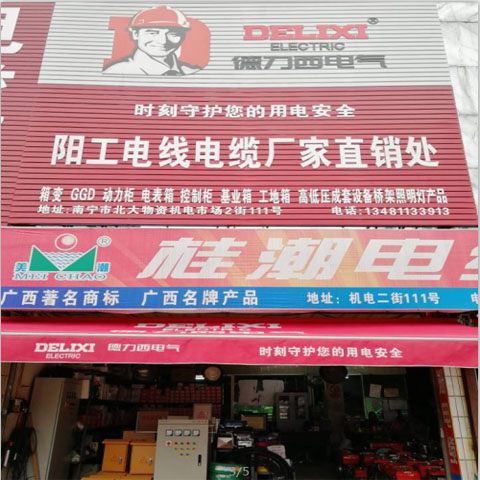 DELIXI®
ELECTRIC
德力西电气
时刻守护您的用电安全
阳工电线电缆厂家直销处
箱变 GGD 动力柜 电表箱 控制柜 基业箱 工地箱 高低压成套设备桥架照明灯产品
地址:南宁市北大物资机电市场2街111号 电话:13481133913
美潮®
MEI CHAO
桂潮电
广西著名商标 广西名牌产品 地址:机电二街111号
DELIXI
ELECTRIC
德力西电气 时刻守护您的用电安全
3/5